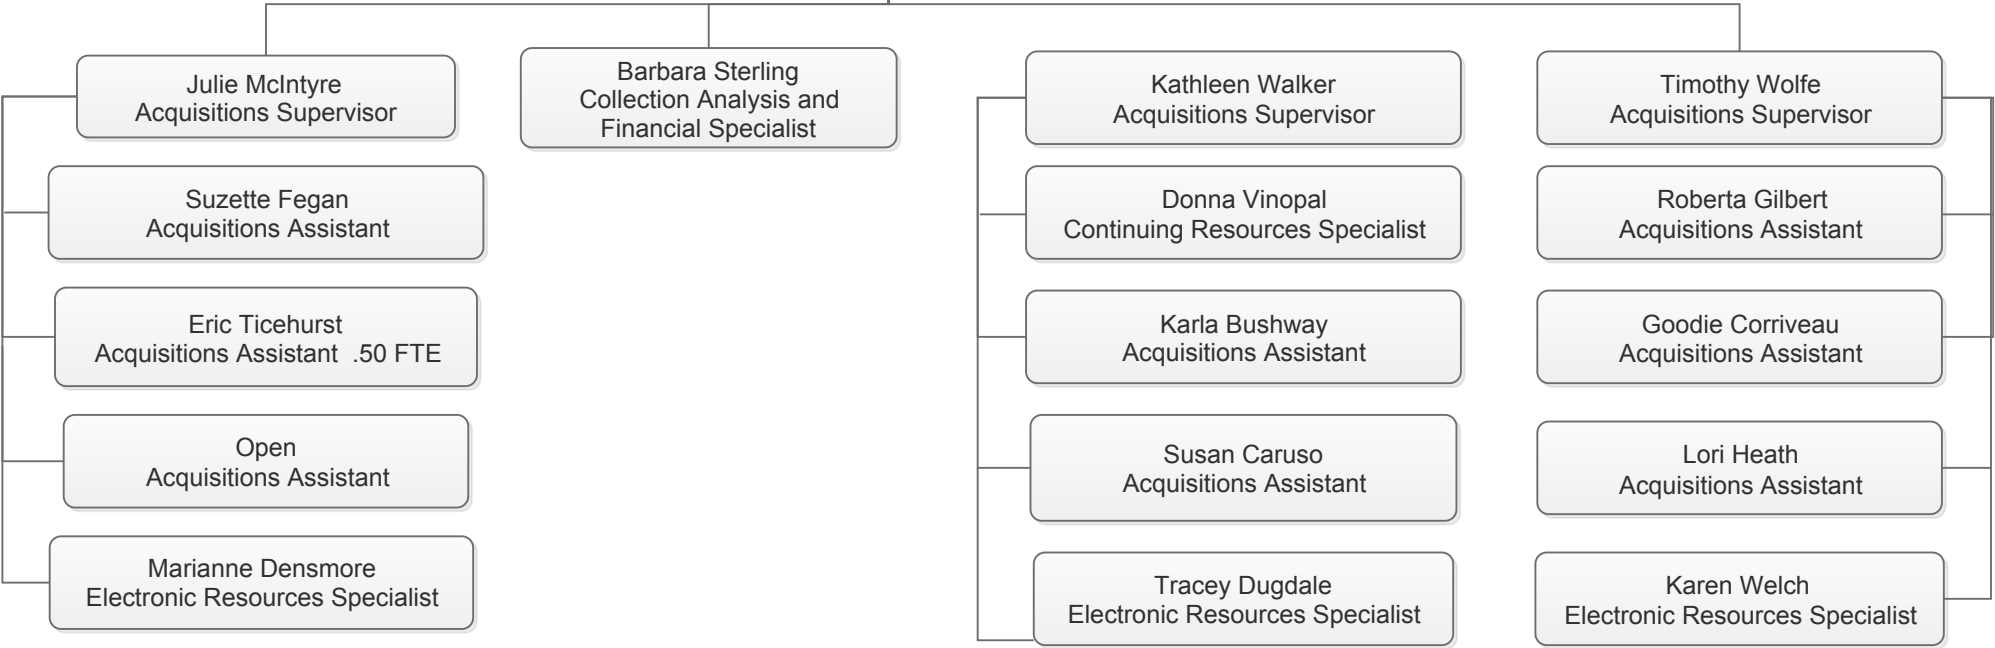 Julie McIntyre
Acquisitions Supervisor
Suzette Fegan
Acquisitions Assistant
Eric Ticehurst
Acquisitions Assistant  .50 FTE
Open
Acquisitions Assistant
Marianne Densmore
Electronic Resources Specialist
Barbara Sterling
Collection Analysis and
Financial Specialist
Kathleen Walker
Acquisitions Supervisor
Donna Vinopal
Continuing Resources Specialist
Karla Bushway
Acquisitions Assistant
Susan Caruso
Acquisitions Assistant
Tracey Dugdale
Electronic Resources Specialist
Timothy Wolfe
Acquisitions Supervisor
Roberta Gilbert
Acquisitions Assistant
Goodie Corriveau
Acquisitions Assistant
Lori Heath
Acquisitions Assistant
Karen Welch
Electronic Resources Specialist